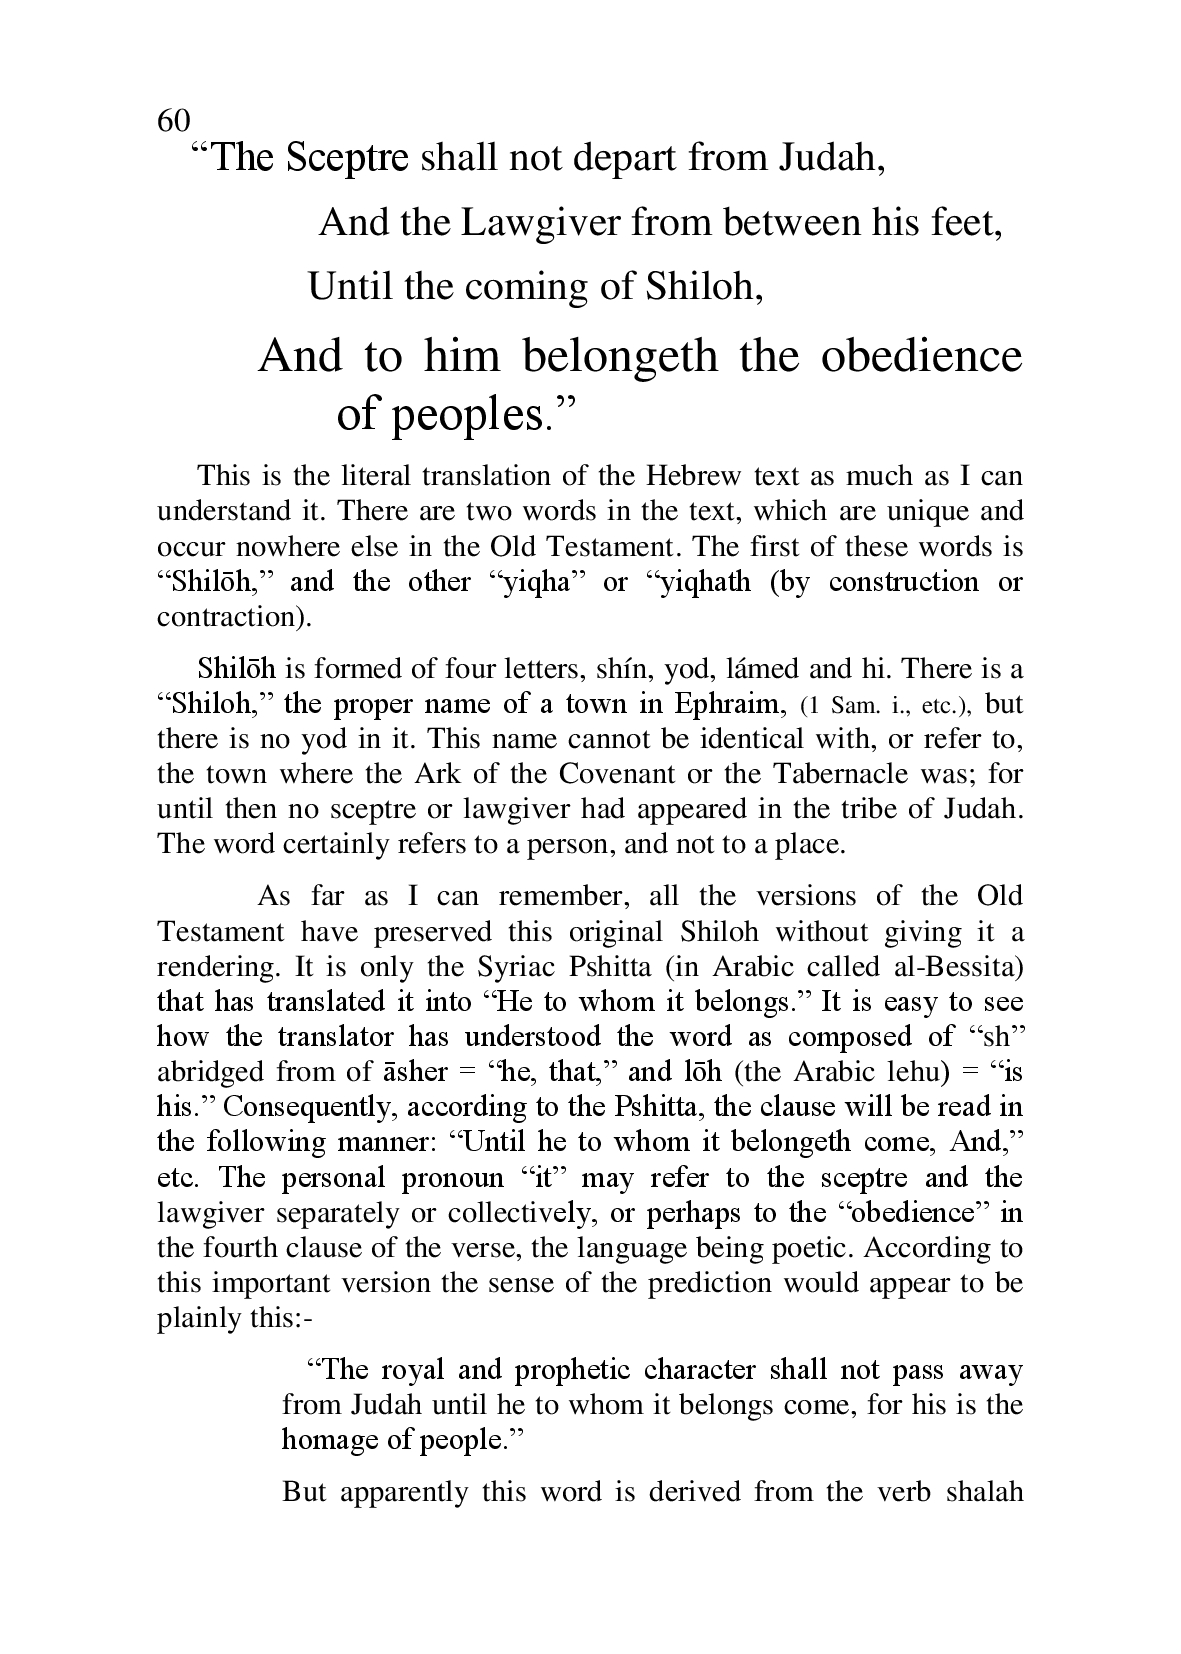 60
“The Sceptre shall not depart from Judah,
And the Lawgiver from between his feet,
Until the coming of Shiloh,
And to him belongeth the obedience
of peoples.”
This is the literal translation of the Hebrew text as much as I can
understand it. There are two words in the text, which are unique and
occur nowhere else in the Old Testament. The first of these words is
“Shilōh,” and the other “yiqha” or “yiqhath (by construction or
contraction).
Shilōh is formed of four letters, shín, yod, lámed and hi. There is a
“Shiloh,” the proper name of a town in Ephraim, (1 Sam. i., etc.), but
there is no yod in it. This name cannot be identical with, or refer to,
the town where the Ark of the Covenant or the Tabernacle was; for
until then no sceptre or lawgiver had appeared in the tribe of Judah.
The word certainly refers to a person, and not to a place.
As far as I can remember, all the versions of the Old
Testament have preserved this original Shiloh without giving it a
rendering. It is only the Syriac Pshitta (in Arabic called al-Bessita)
that has translated it into “He to whom it belongs.” It is easy to see
how the translator has understood the word as composed of “sh”
abridged from of āsher = “he, that,” and lōh (the Arabic lehu) = “is
his.” Consequently, according to the Pshitta, the clause will be read in
the following manner: “Until he to whom it belongeth come, And,”
etc. The personal pronoun “it” may refer to the sceptre and the
lawgiver separately or collectively, or perhaps to the “obedience” in
the fourth clause of the verse, the language being poetic. According to
this important version the sense of the prediction would appear to be
plainly this:-
“The royal and prophetic character shall not pass away
from Judah until he to whom it belongs come, for his is the
homage of people.”
But apparently this word is derived from the verb shalah